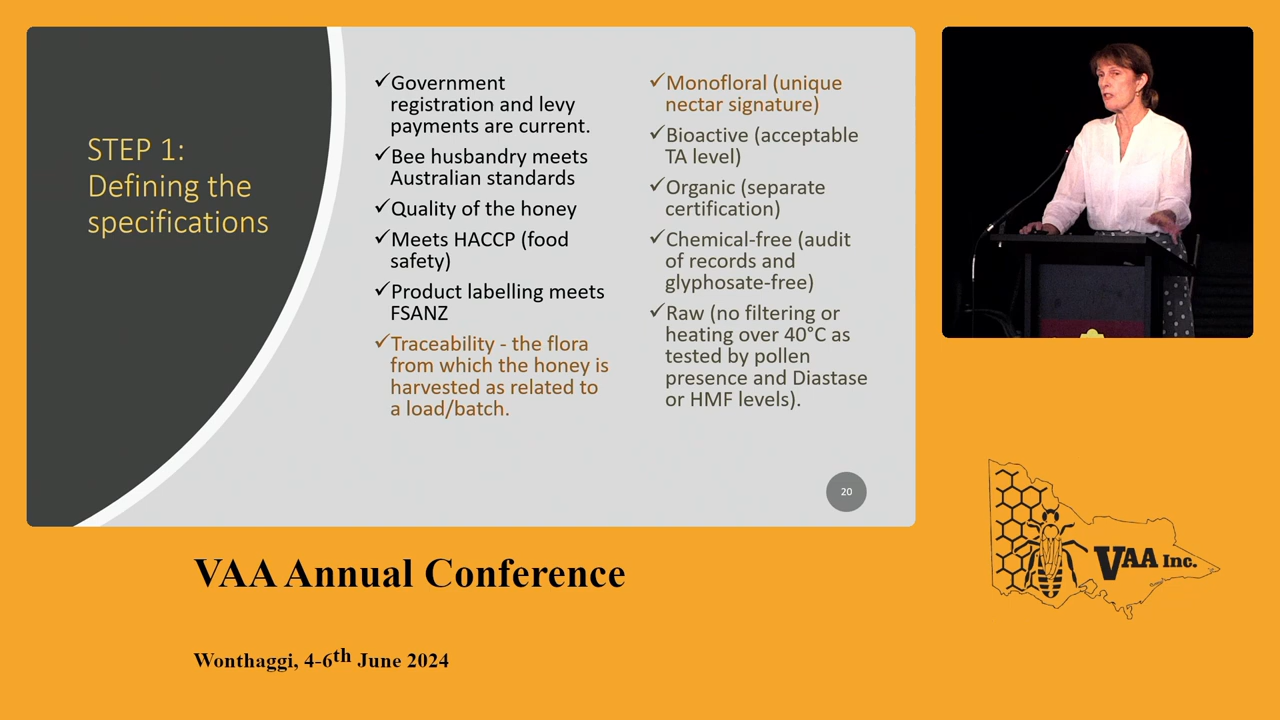 STEP 1:
Defining the
specifications
✓Government
registration and levy
payments are current.
✓Bee husbandry meets
Australian standards
✓Quality of the honey
✓Meets HACCP (food
safety)
✓Product labelling meets
FSANZ
✓Traceability - the flora
from which the honey is
harvested as related to
a load/batch.
✓Monofloral (unique
nectar signature)
✓Bioactive (acceptable
TA level)
✓Organic (separate
certification)
✓Chemical-free (audit
of records and
glyphosate-free)
✓Raw (no filtering or
heating over 40°C as
tested by pollen
presence and Diastase
or HMF levels).
20
VAA Inc.
VAA Annual Conference
Wonthaggi, 4-6th June 2024